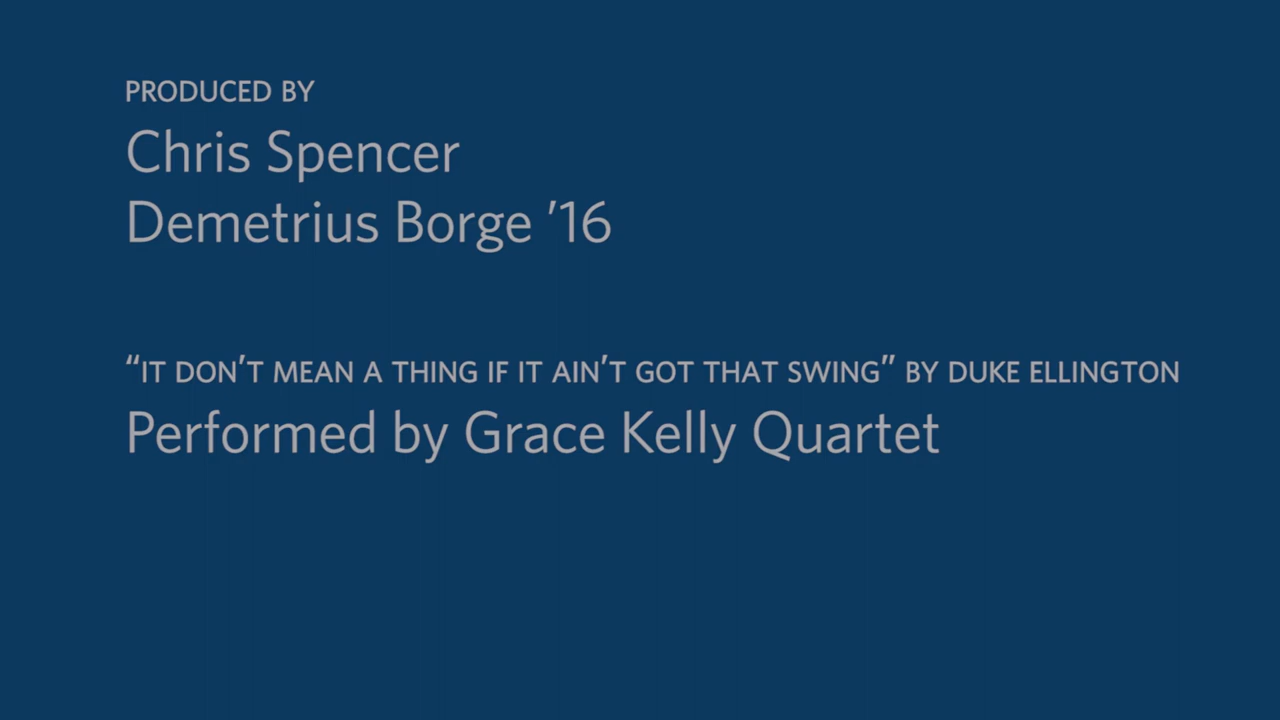 PRODUCED BY
Chris Spencer
Demetrius Borge ’16
“IT DON’T MEAN A THING IF IT AIN’T GOT THAT SWING” BY DUKE ELLINGTON
Performed by Grace Kelly Quartet